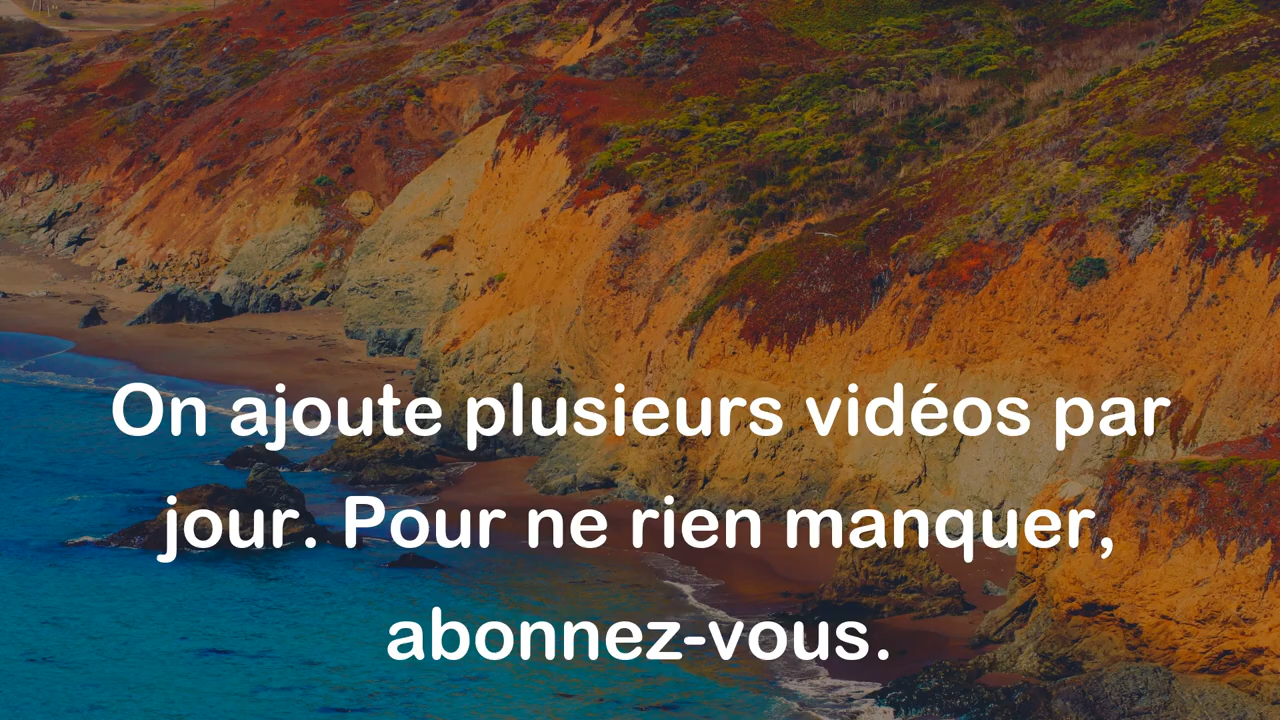 On ajoute plusieurs vidéos par
jour. Pour ne rien manquer,
abonnez-vous.